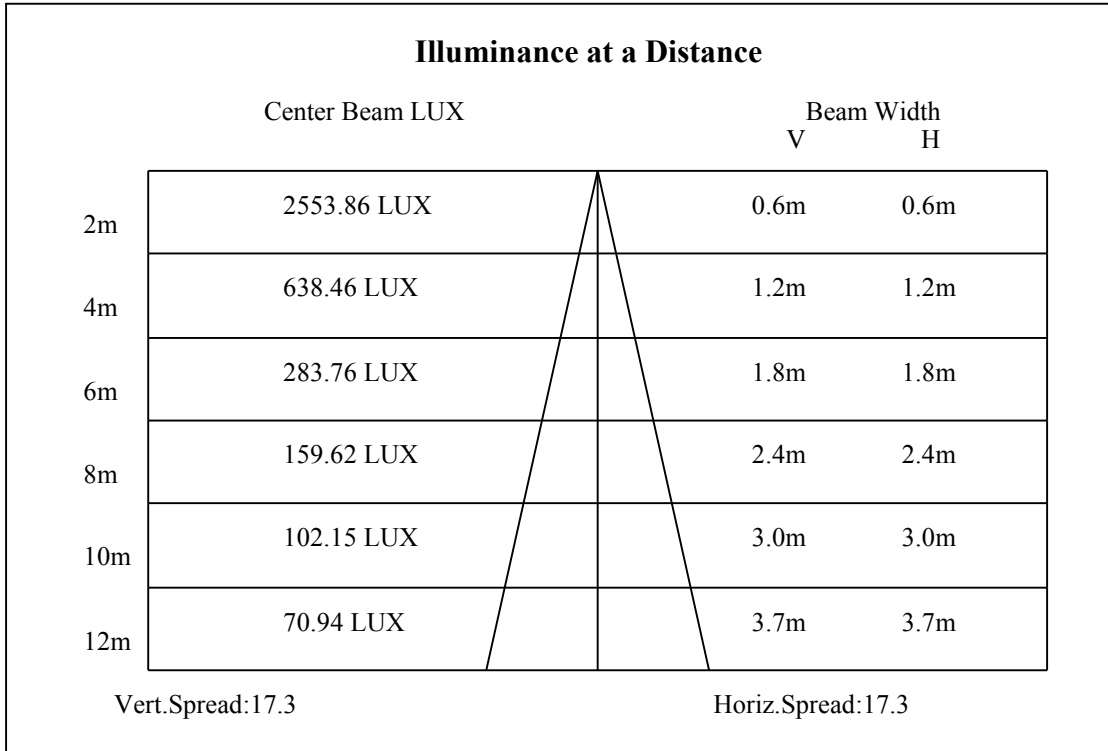 Illuminance at a Distance
Center Beam LUX Beam Width
V H
2m 2553.86 LUX 0.6m 0.6m
4m 638.46 LUX 1.2m 1.2m
6m 283.76 LUX 1.8m 1.8m
8m 159.62 LUX 2.4m 2.4m
10m 102.15 LUX 3.0m 3.0m
12m 70.94 LUX 3.7m 3.7m
Vert.Spread:17.3 Horiz.Spread:17.3